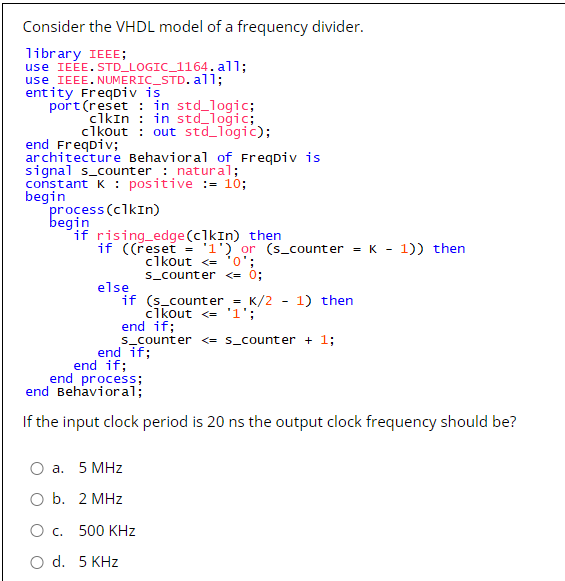 Consider the VHDL model of a frequency divider.
library IEEE;
use IEEE.STD_LOGIC_1164.all;
use IEEE.NUMERIC_STD.all;
entity FreqDiv is
port(reset : in std_logic;
clkIn : in std_logic;
clkOut : out std_logic);
end FreqDiv;
architecture Behavioral of FreqDiv is
signal s_counter : natural;
constant K : positive := 10;
begin
process(clkIn)
begin
if rising_edge(clkIn) then
if ((reset = '1') or (s_counter = K - 1)) then
clkOut <= '0';
s_counter <= 0;
else
if (s_counter = K/2 - 1) then
clkOut <= '1';
end if;
s_counter <= s_counter + 1;
end if;
end if;
end process;
end Behavioral;
If the input clock period is 20 ns the output clock frequency should be?
a. 5 MHz
b. 2 MHz
c. 500 KHz
d. 5 KHz